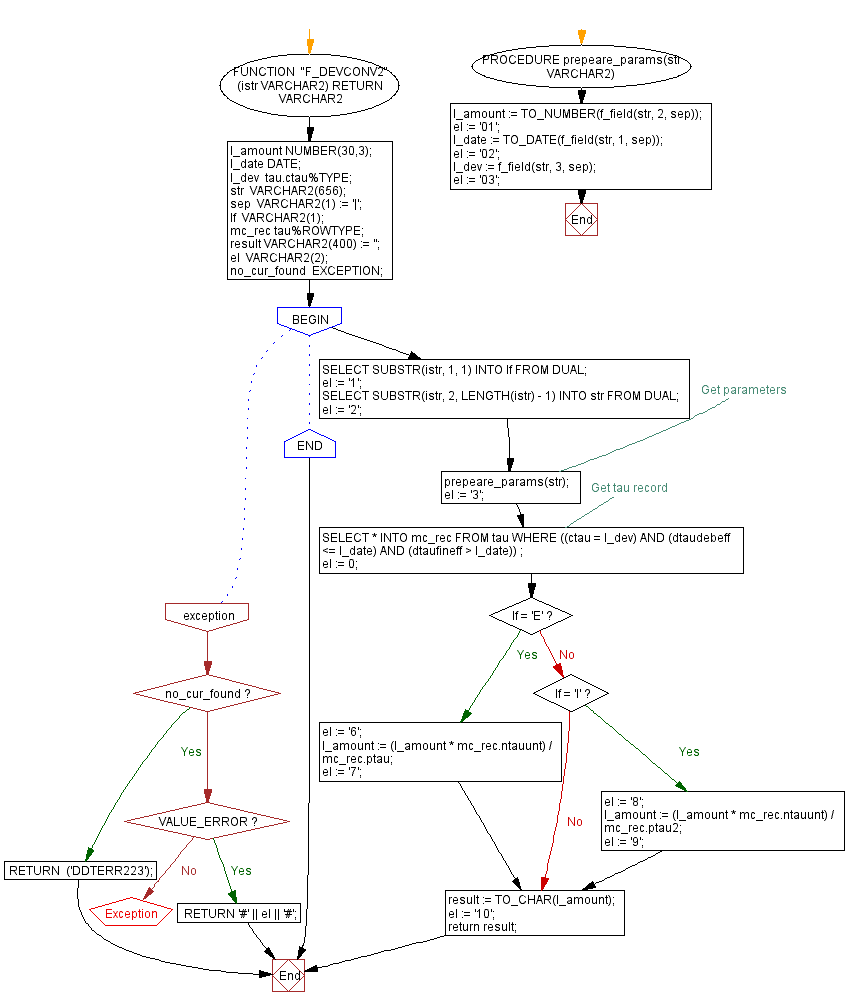 FUNCTION "F_DEVCONV2"
(istr VARCHAR2) RETURN
VARCHAR2
PROCEDURE prepeare_params(str
VARCHAR2)
l_amount NUMBER(30,3);
l_date DATE;
l_dev tau.ctau%TYPE;
str VARCHAR2(656);
sep VARCHAR2(1) := '|';
lf VARCHAR2(1);
mc_rec tau%ROWTYPE;
result VARCHAR2(400) := '';
el VARCHAR2(2);
no_cur_found EXCEPTION;
l_amount := TO_NUMBER(f_field(str, 2, sep));
el := '01';
l_date := TO_DATE(f_field(str, 1, sep));
el := '02';
l_dev := f_field(str, 3, sep);
el := '03';
End
BEGIN
SELECT SUBSTR(istr, 1, 1) INTO lf FROM DUAL;
el := '1';
SELECT SUBSTR(istr, 2, LENGTH(istr) - 1) INTO str FROM DUAL;
el := '2';
Get parameters
END
prepeare_params(str);
el := '3';
Get tau record
SELECT * INTO mc_rec FROM tau WHERE ((ctau = l_dev) AND (dtaudebeff
<= l_date) AND (dtaufineff > l_date)) ;
el := 0;
exception
lf = 'E' ?
Yes
No
no_cur_found ?
lf = 'I' ?
Yes
el := '6';
l_amount := (l_amount * mc_rec.ntauunt) /
mc_rec.ptau;
el := '7';
Yes
No
el := '8';
l_amount := (l_amount * mc_rec.ntauunt) /
mc_rec.ptau2;
el := '9';
VALUE_ERROR ?
RETURN ('DDTERR223');
No
Yes
Exception
RETURN '#' || el || '#';
result := TO_CHAR(l_amount);
el := '10';
return result;
End